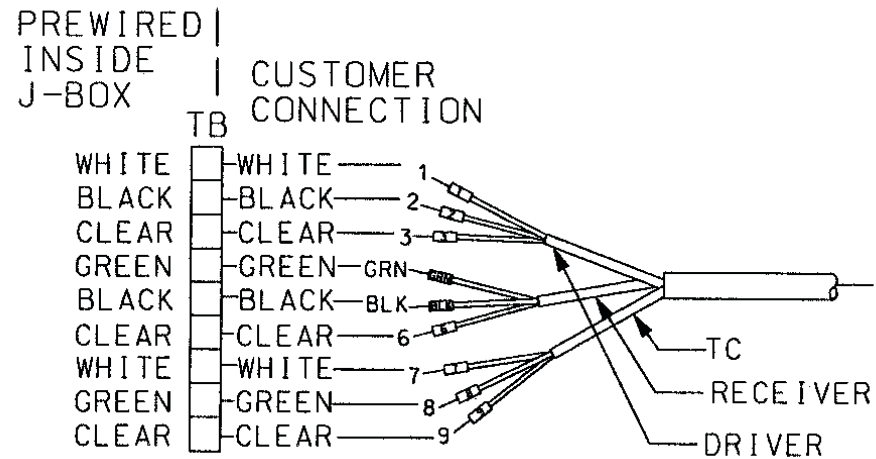 PREWIRED
INSIDE
J-BOX
CUSTOMER
CONNECTION
TB
WHITE WHITE 1
BLACK BLACK 2
CLEAR CLEAR 3
GREEN GREEN GRN
BLACK BLACK BLK
CLEAR CLEAR 6
WHITE WHITE 7
GREEN GREEN 8
CLEAR CLEAR 9
TC
RECEIVER
DRIVER